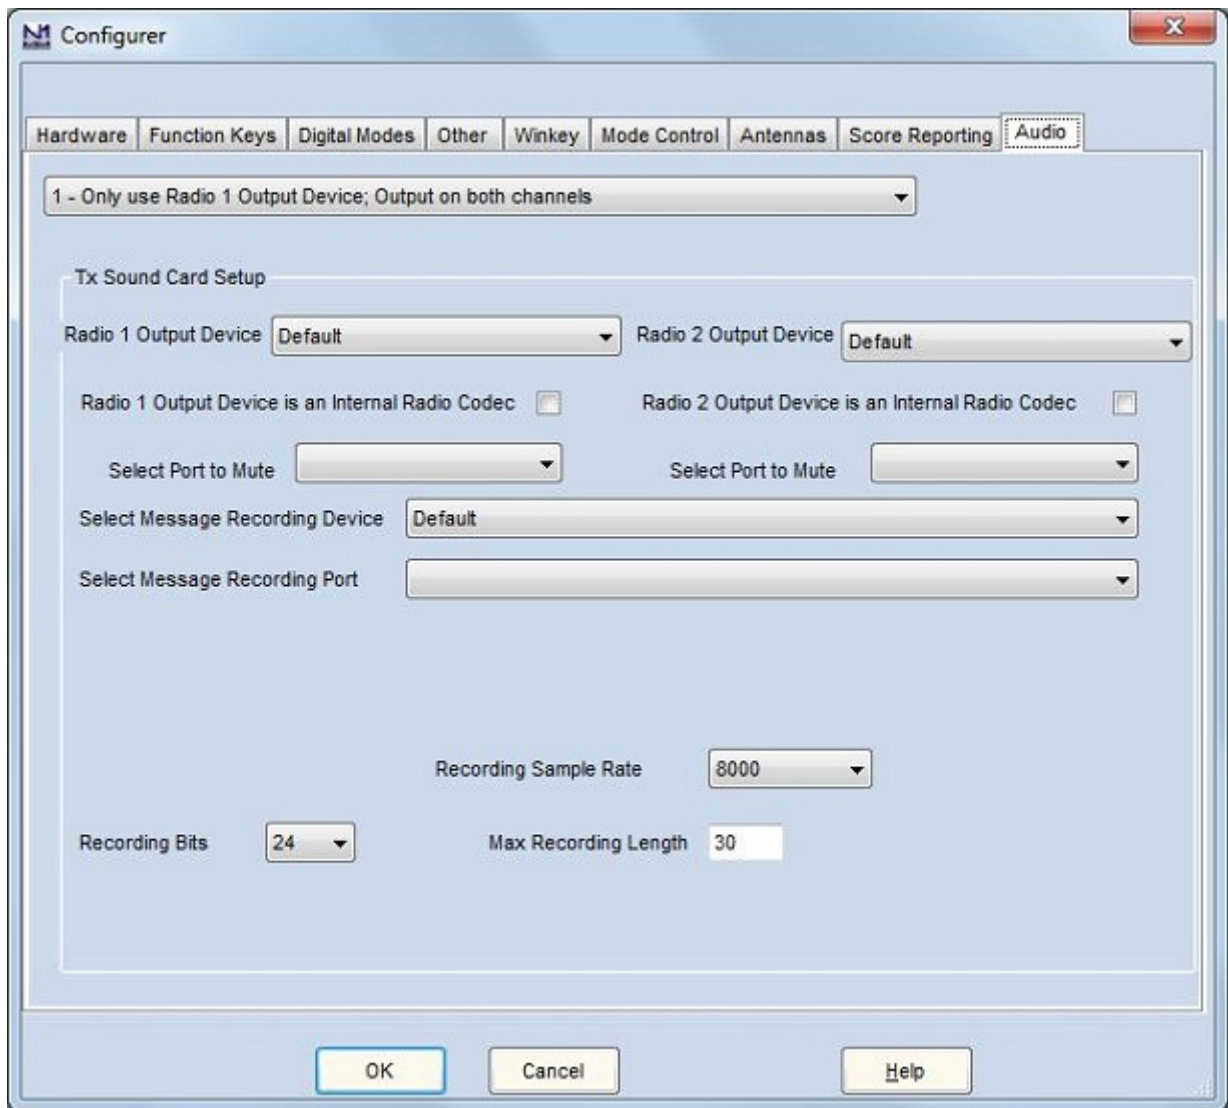 Configurer
Hardware Function Keys Digital Modes Other Winkey Mode Control Antennas Score Reporting Audio
1 - Only use Radio 1 Output Device; Output on both channels
Tx Sound Card Setup
Radio 1 Output Device Default Radio 2 Output Device Default
Radio 1 Output Device is an Internal Radio Codec Radio 2 Output Device is an Internal Radio Codec
Select Port to Mute Select Port to Mute
Select Message Recording Device Default
Select Message Recording Port
Recording Sample Rate 8000
Recording Bits 24 Max Recording Length 30
OK Cancel Help